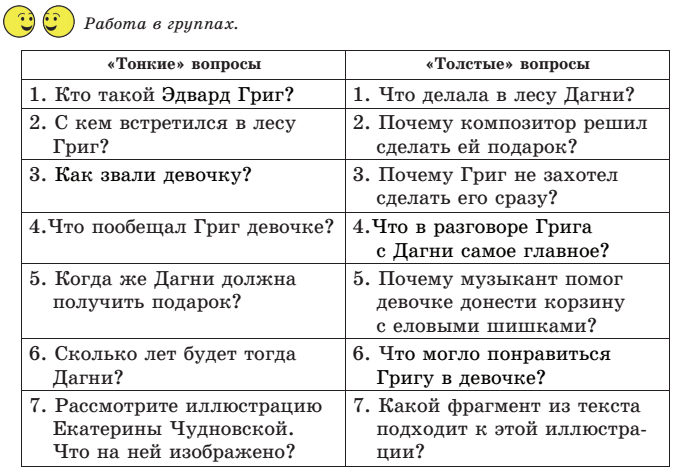 Работа в группах.
«Тонкие» вопросы
«Толстые» вопросы
1. Кто такой Эдвард Григ?
1. Что делала в лесу Дагни?
2. С кем встретился в лесу
Григ?
2. Почему композитор решил
сделать ей подарок?
3. Как звали девочку?
3. Почему Григ не захотел
сделать его сразу?
4.Что пообещал Григ девочке?
4.Что в разговоре Грига
с Дагни самое главное?
5. Когда же Дагни должна
получить подарок?
5. Почему музыкант помог
девочке донести корзину
с еловыми шишками?
6. Сколько лет будет тогда
Дагни?
6. Что могло понравиться
Григу в девочке?
7. Рассмотрите иллюстрацию
Екатерины Чудновской.
Что на ней изображено?
7. Какой фрагмент из текста
подходит к этой иллюстра-
ции?